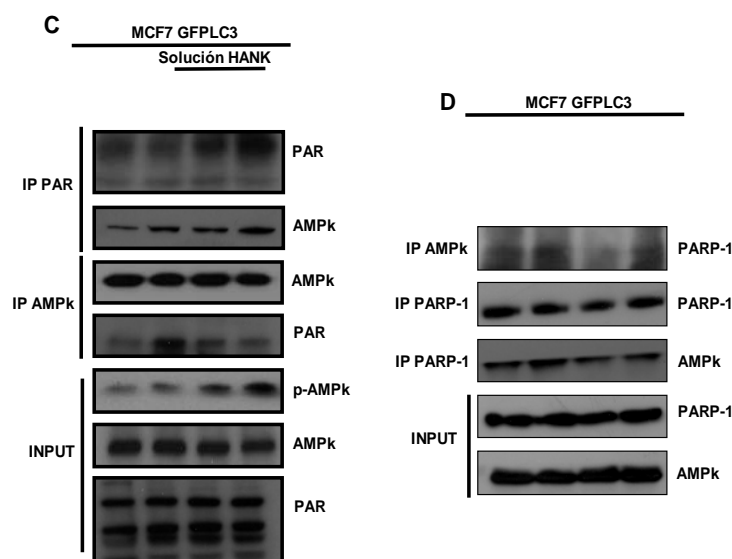 C
MCF7 GFPLC3
Solución HANK
IP PAR
PAR
AMPk
IP AMPk
AMPk
PAR
INPUT
p-AMPk
AMPk
PAR
D
MCF7 GFPLC3
IP AMPk PARP-1
IP PARP-1 PARP-1
IP PARP-1 AMPk
INPUT
PARP-1
AMPk